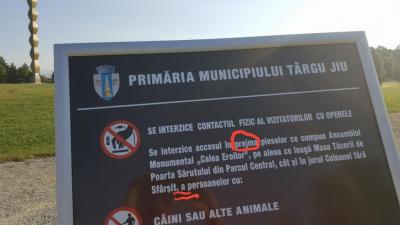 PRIMĂRIA MUNICIPIULUI TÂRGU JIU
SE INTERZICE CONTACTUL FIZIC AL VIZITATORILOR CU OPERELE
Se interzice accesul în prejma pieselor ce compun Ansamblul
Monumental „Calea Eroilor”, pe aleea ce leagă Masa Tăcerii de
Poarta Sărutului din Parcul Central, cât și în jurul Coloanei fără
Sfârșit, a persoanelor cu:
CÂINI SAU ALTE ANIMALE